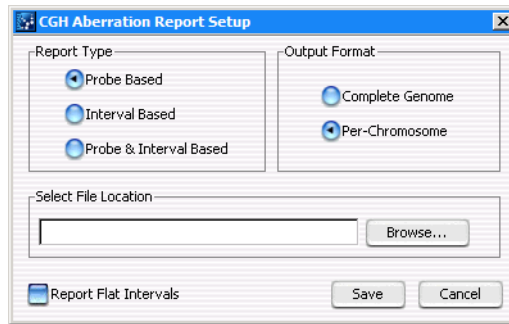 CGH Aberration Report Setup
Report Type
Probe Based
Interval Based
Probe & Interval Based
Output Format
Complete Genome
Per-Chromosome
Select File Location
Browse...
Report Flat Intervals
Save
Cancel